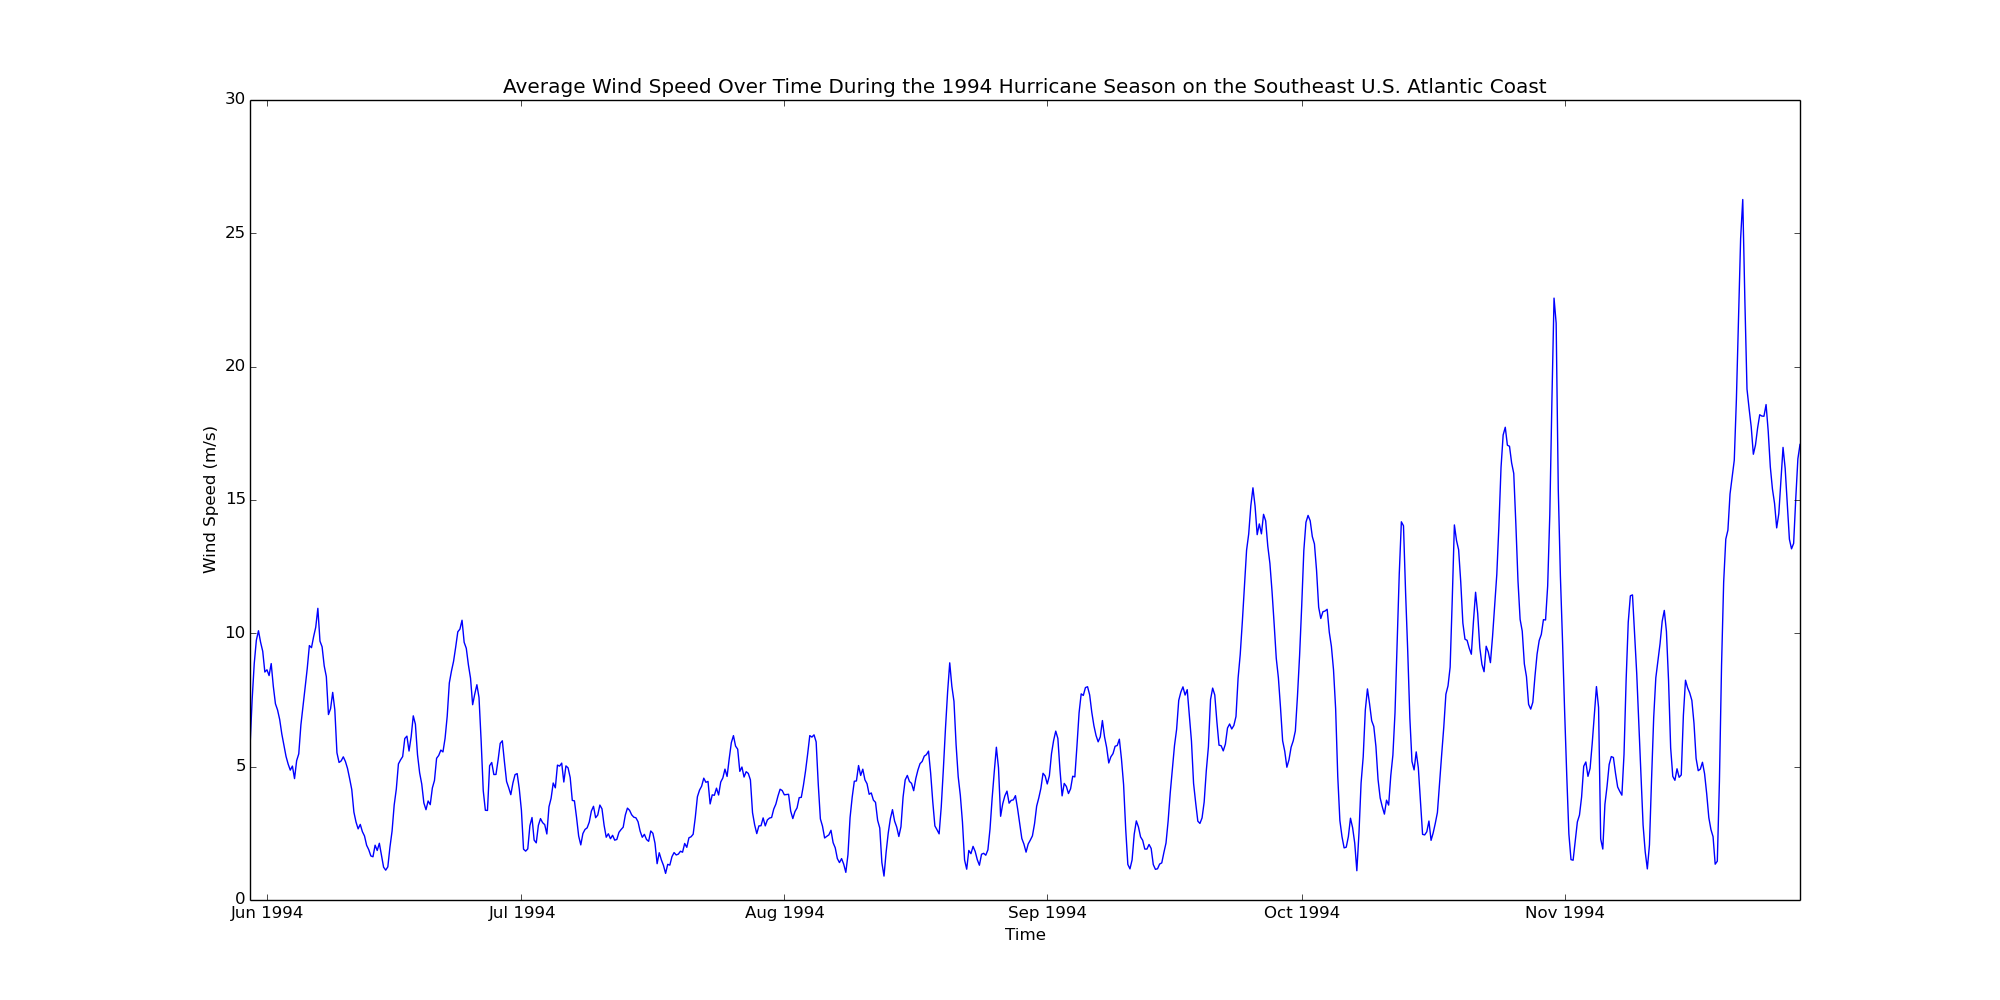 Average Wind Speed Over Time During the 1994 Hurricane Season on the Southeast U.S. Atlantic Coast
30
25
20
15
10
5
0
Wind Speed (m/s)
Jun 1994 Jul 1994 Aug 1994 Sep 1994 Oct 1994 Nov 1994
Time